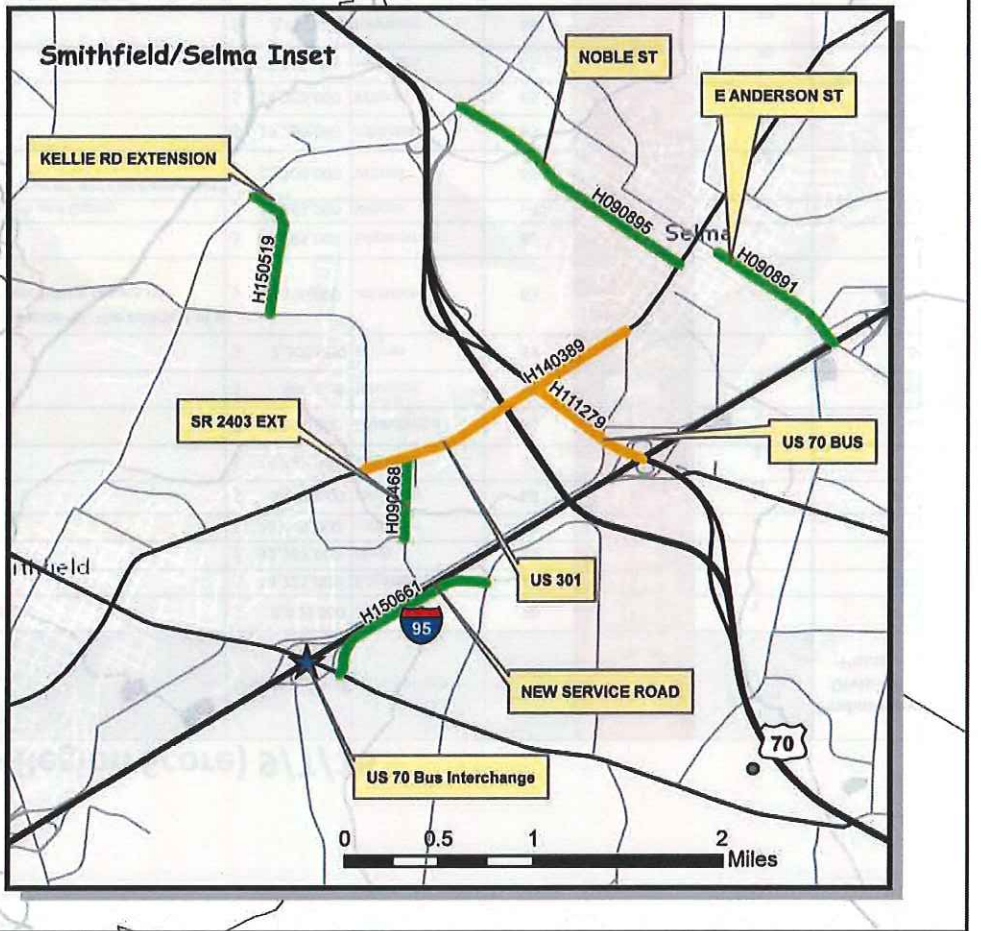 Smithfield/Selma Inset
NOBLE ST
E ANDERSON ST
KELLIE RD EXTENSION
H090895
Selma
H090891
H150519
H140389
H111279
SR 2403 EXT
US 70 BUS
H090468
ithfield
US 301
H150661
95
NEW SERVICE ROAD
70
US 70 Bus Interchange
0 0.5 1 2
Miles